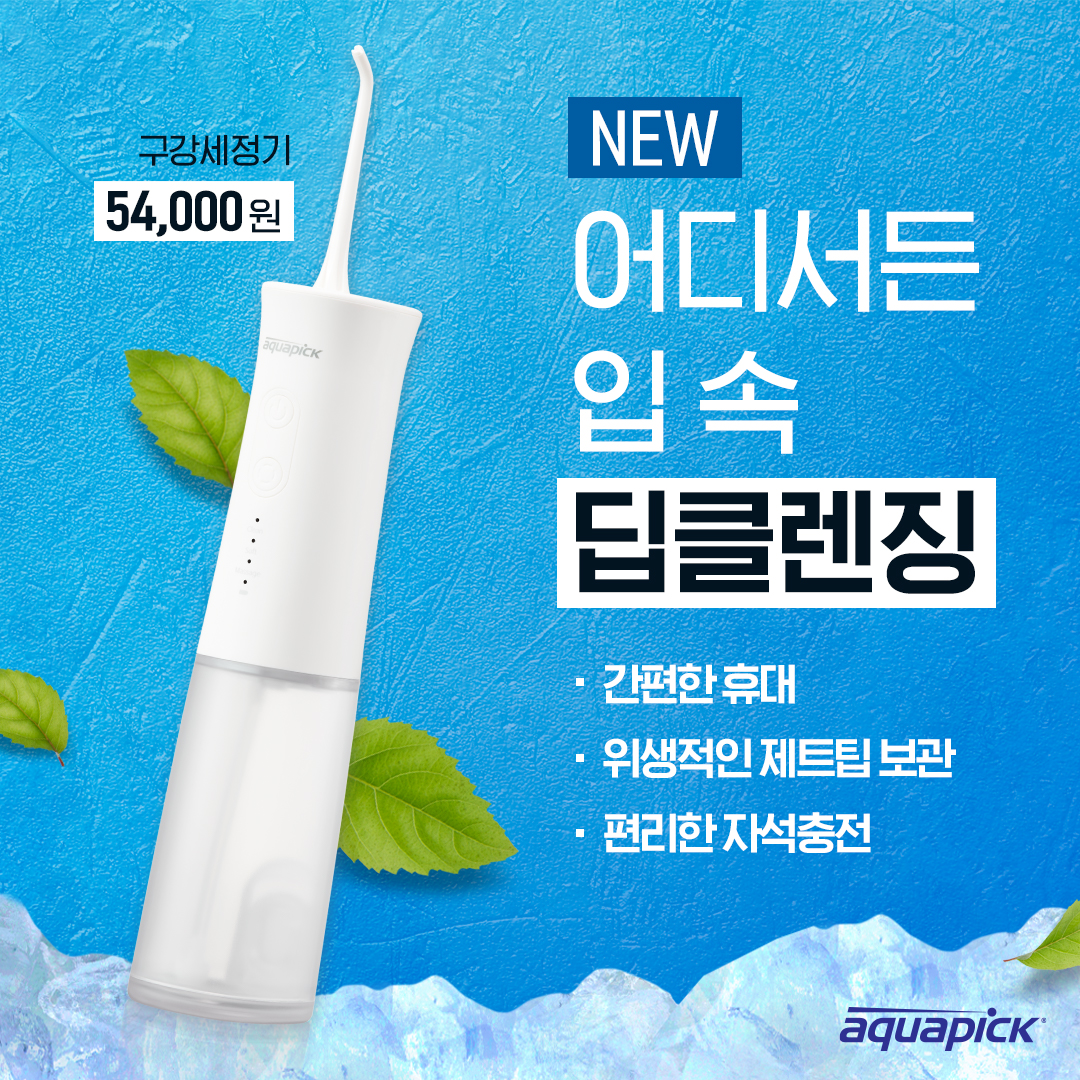 구강세정기
54,000원
aquapick
NEW
어디서든
입 속
딥클렌징
· 간편한 휴대
· 위생적인 제트팁 보관
· 편리한 자석충전
aquapick®